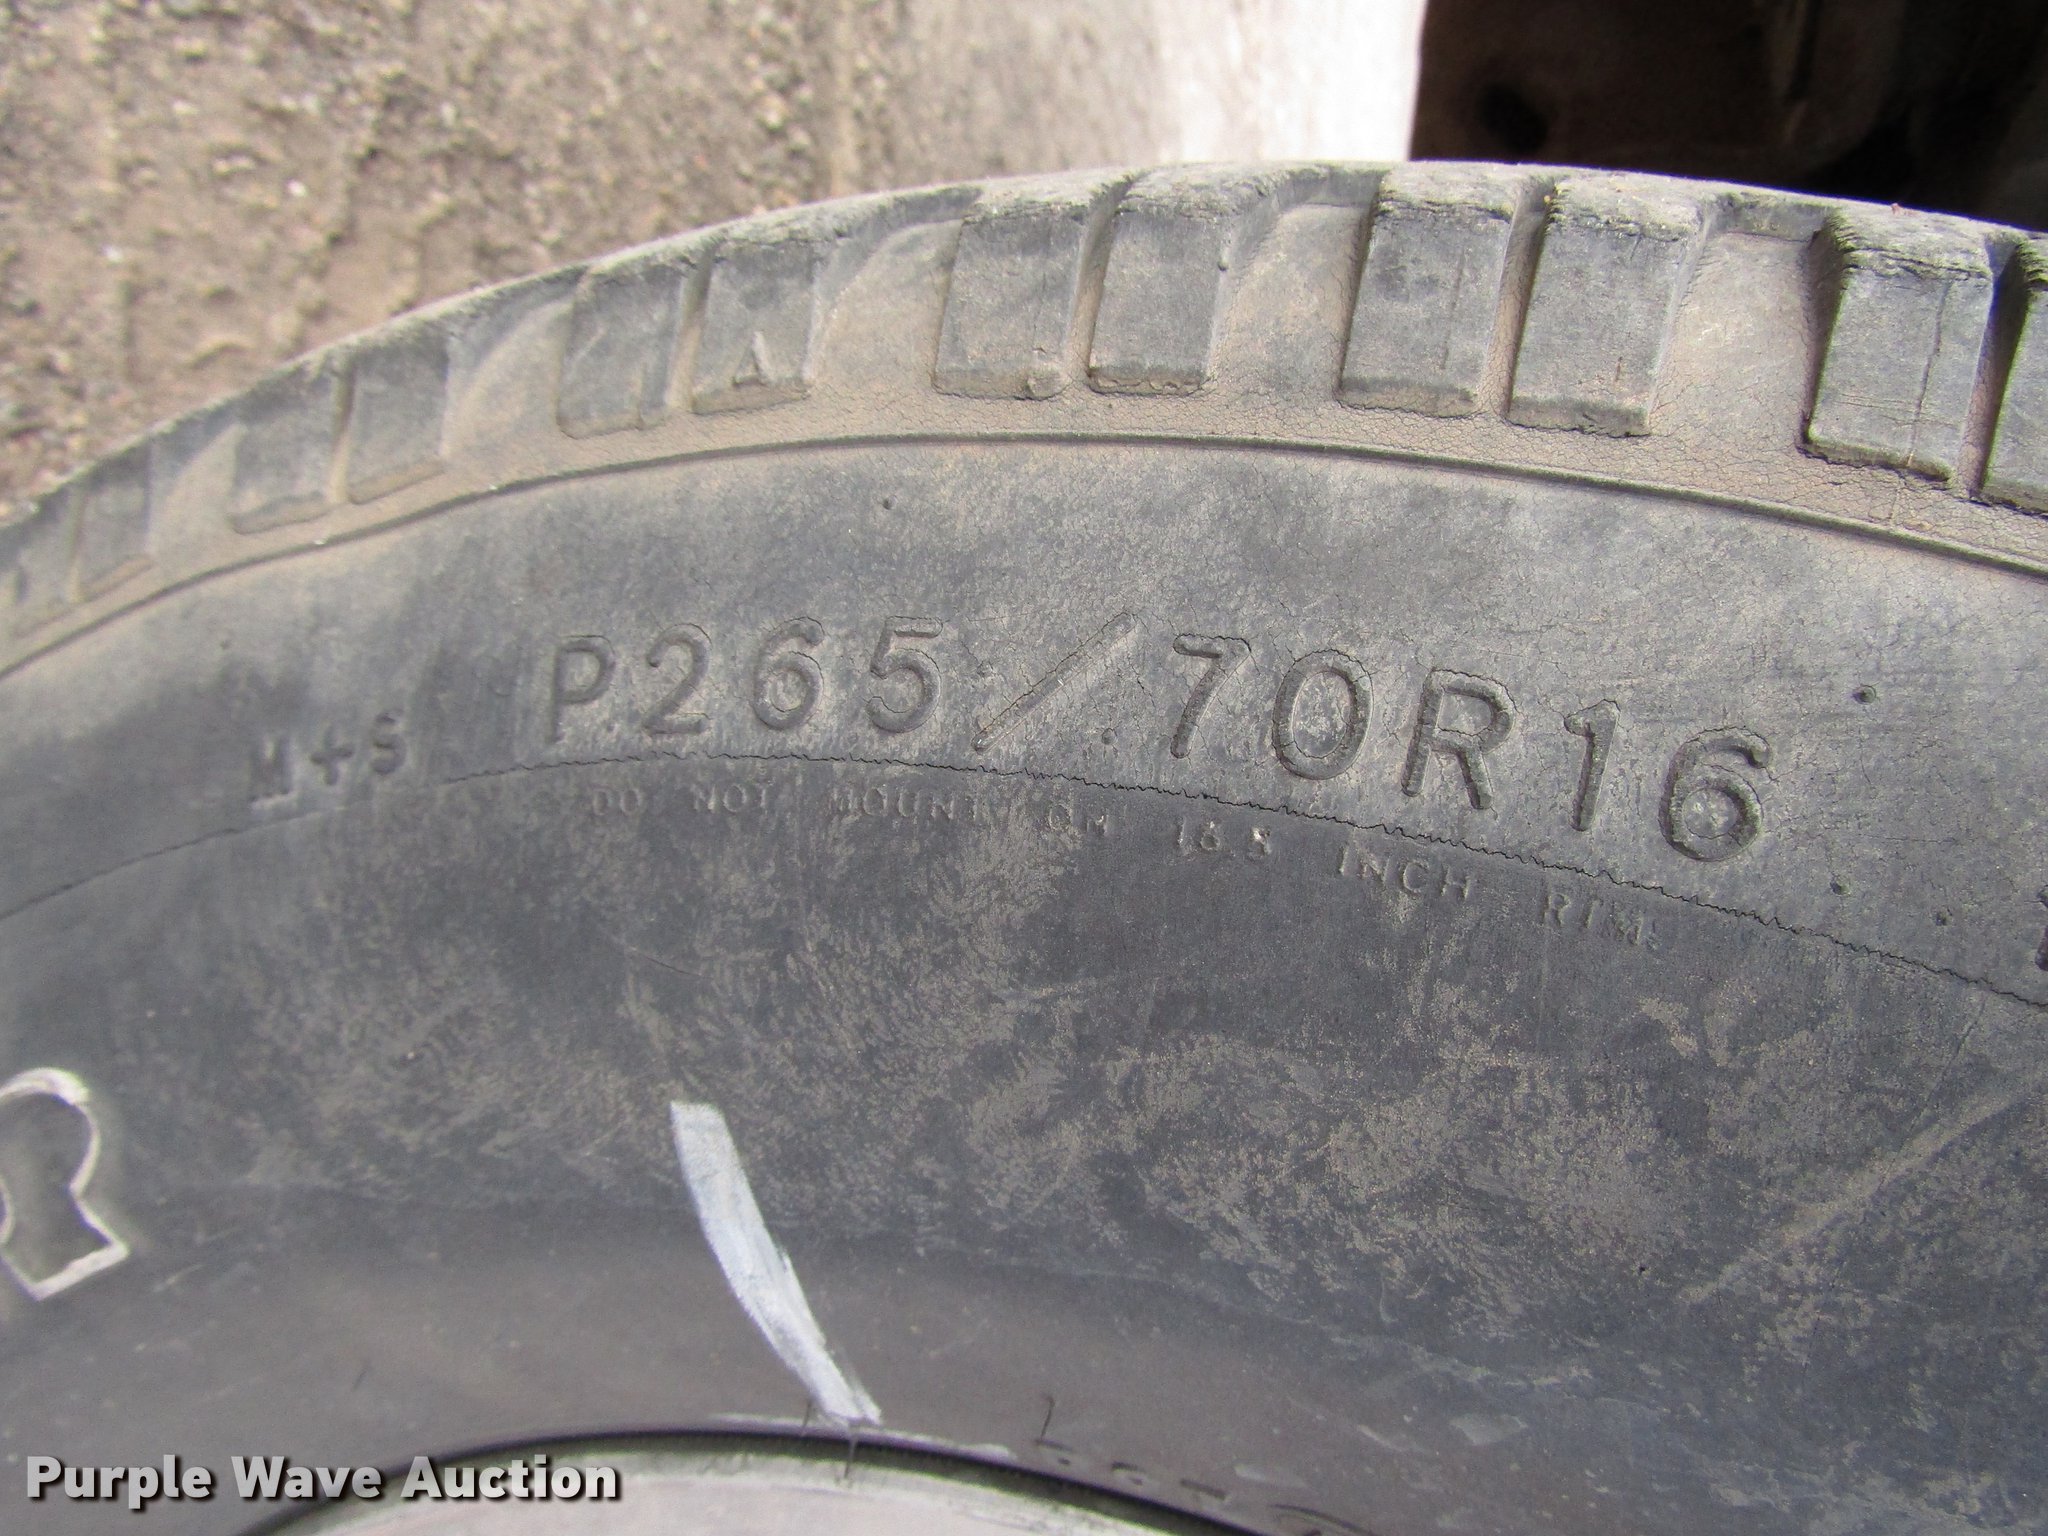 M+S P265/70R16
DO NOT MOUNT ON 16.5 INCH RIM
Purple Wave Auction